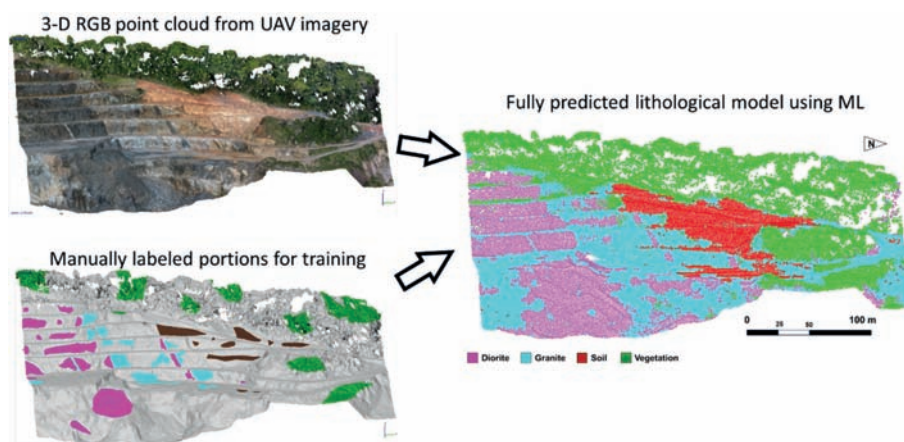 3-D RGB point cloud from UAV imagery
Fully predicted lithological model using ML
N
Manually labeled portions for training
0 25 50 100 m
Diorite Granite Soil Vegetation